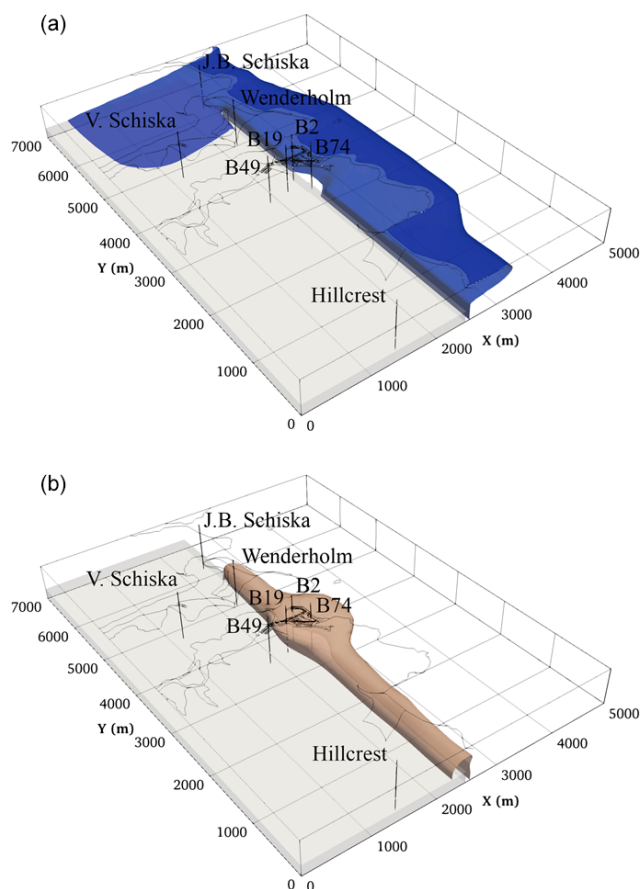 (a)
J.B. Schiska
Wenderholm
V. Schiska
B2
B19
B74
B49
7000
6000
5000
4000
Y (m)
3000
2000
1000
0
0
Hillcrest
1000
2000
X (m)
3000
4000
5000
(b)
J.B. Schiska
Wenderholm
V. Schiska
B2
B19
B74
B49
7000
6000
5000
4000
Y (m)
3000
2000
1000
0
0
Hillcrest
1000
2000
X (m)
3000
4000
5000